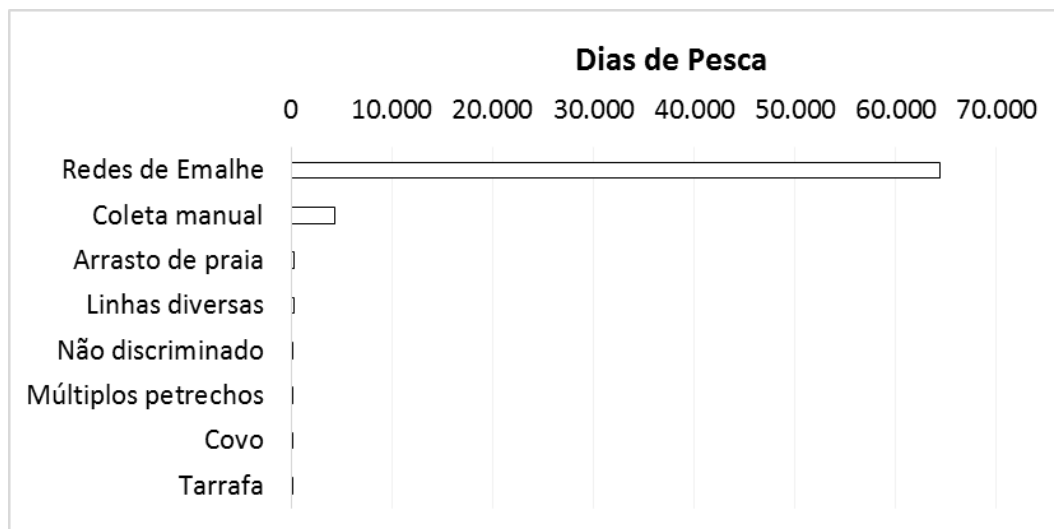 Dias de Pesca
0 10.000 20.000 30.000 40.000 50.000 60.000 70.000
Redes de Emalhe
Coleta manual
Arrasto de praia
Linhas diversas
Não discriminado
Múltiplos petrechos
Covo
Tarrafa